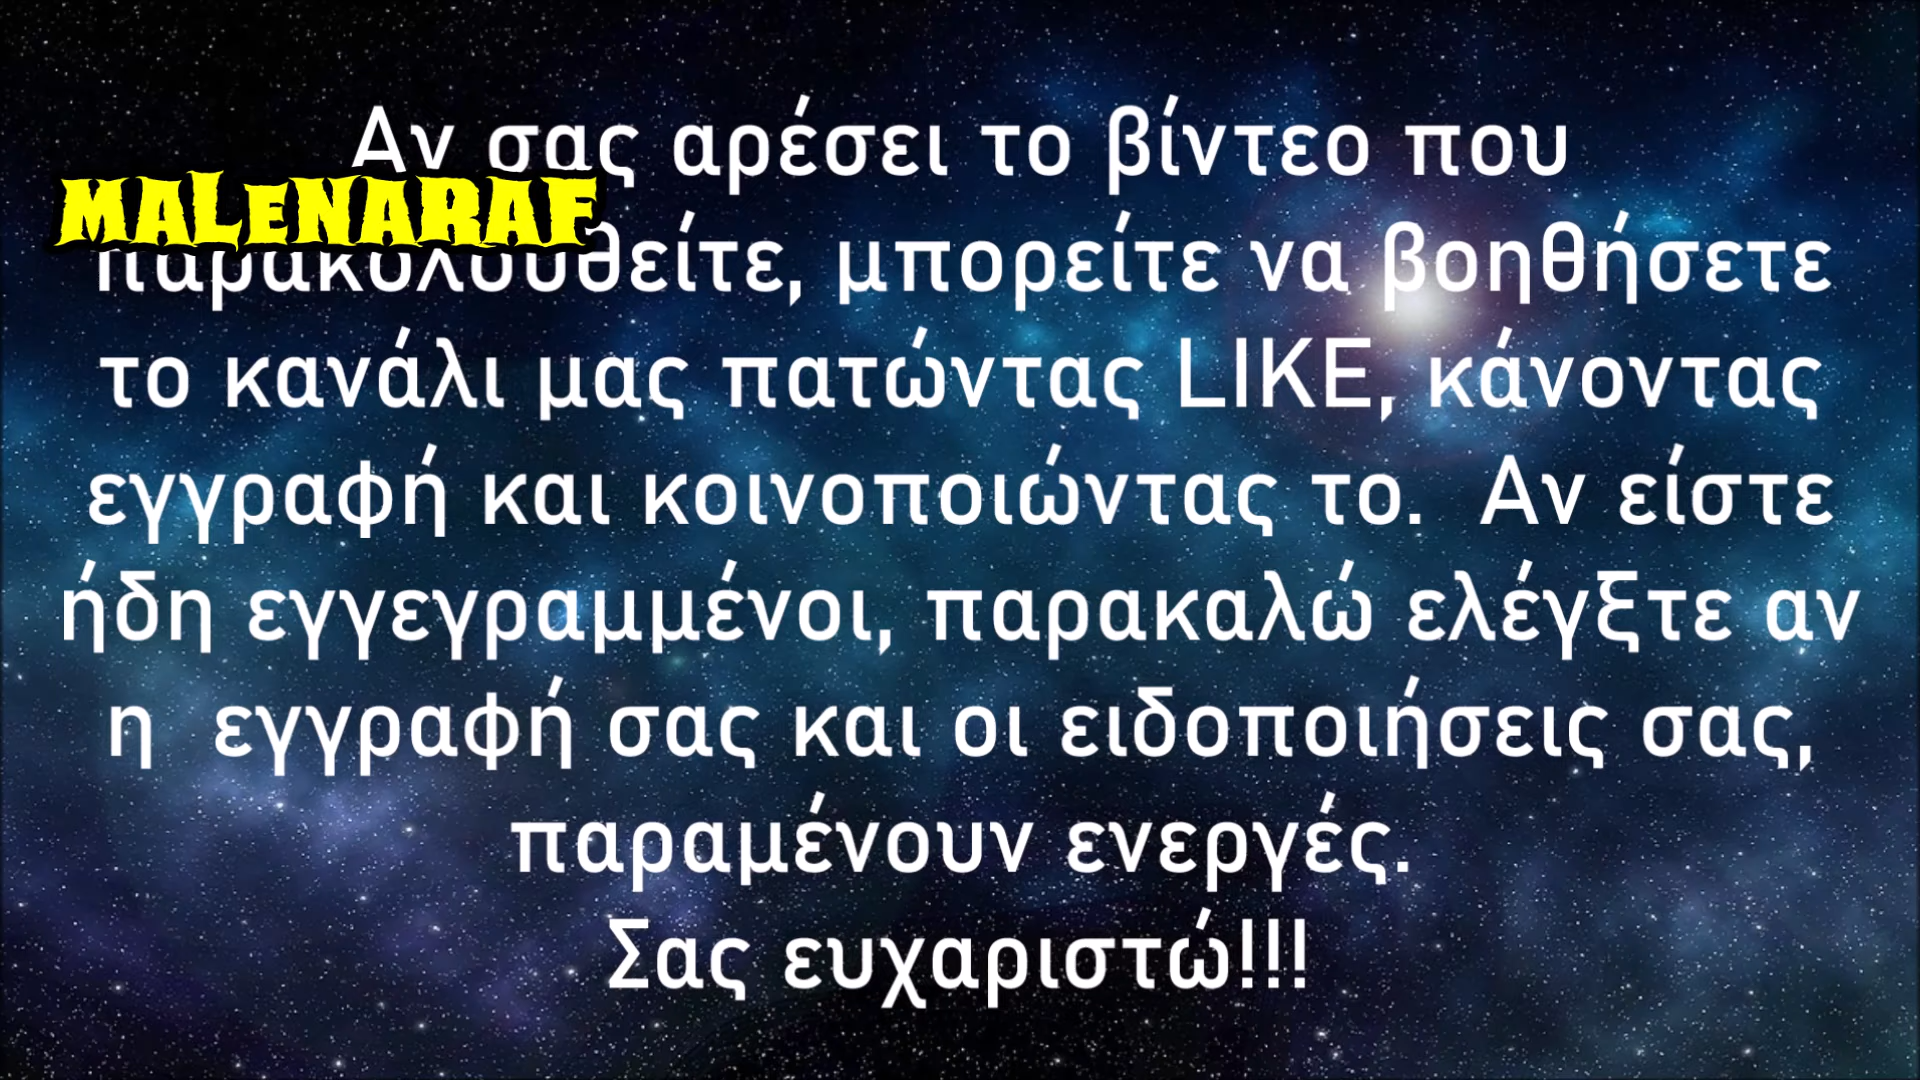 Αν σας αρέσει το βίντεο που
MALeNARAF
παρακολουθείτε, μπορείτε να βοηθήσετε
το κανάλι μας πατώντας LIKE, κάνοντας
εγγραφή και κοινοποιώντας το.  Αν είστε
ήδη εγγεγραμμένοι, παρακαλώ ελέγξτε αν
η  εγγραφή σας και οι ειδοποιήσεις σας,
παραμένουν ενεργές.
Σας ευχαριστώ!!!